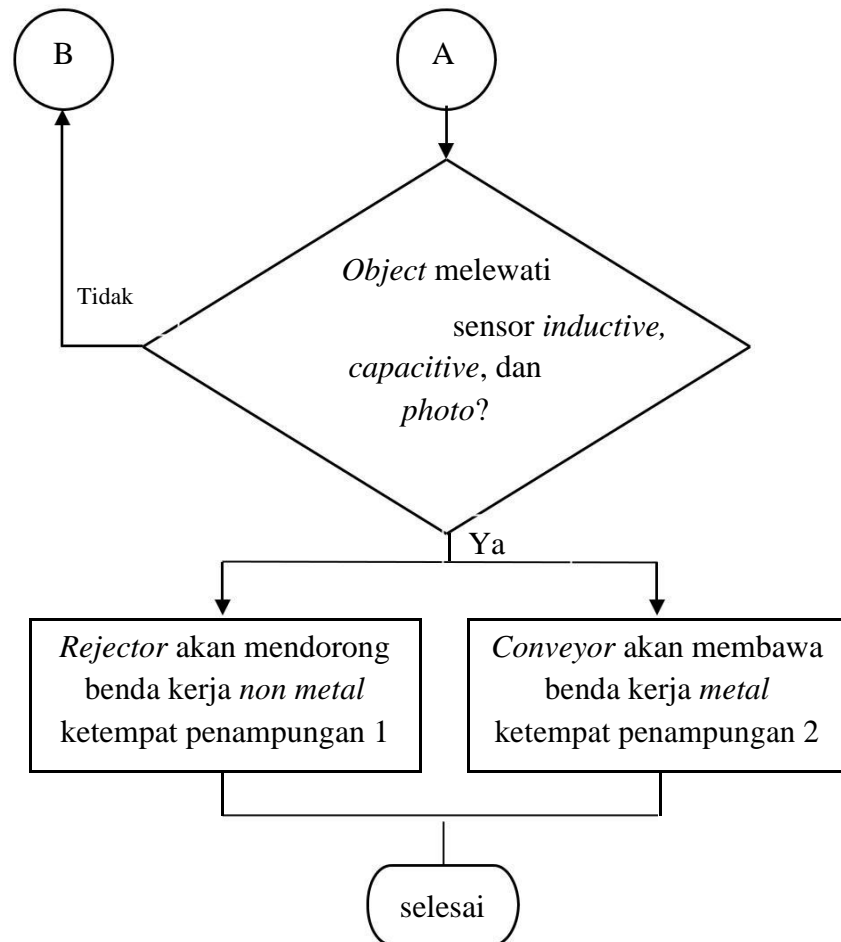 B
A
Tidak
Object melewati
sensor inductive,
capacitive, dan
photo?
Ya
Rejector akan mendorong
benda kerja non metal
ketempat penampungan 1
Conveyor akan membawa
benda kerja metal
ketempat penampungan 2
selesai